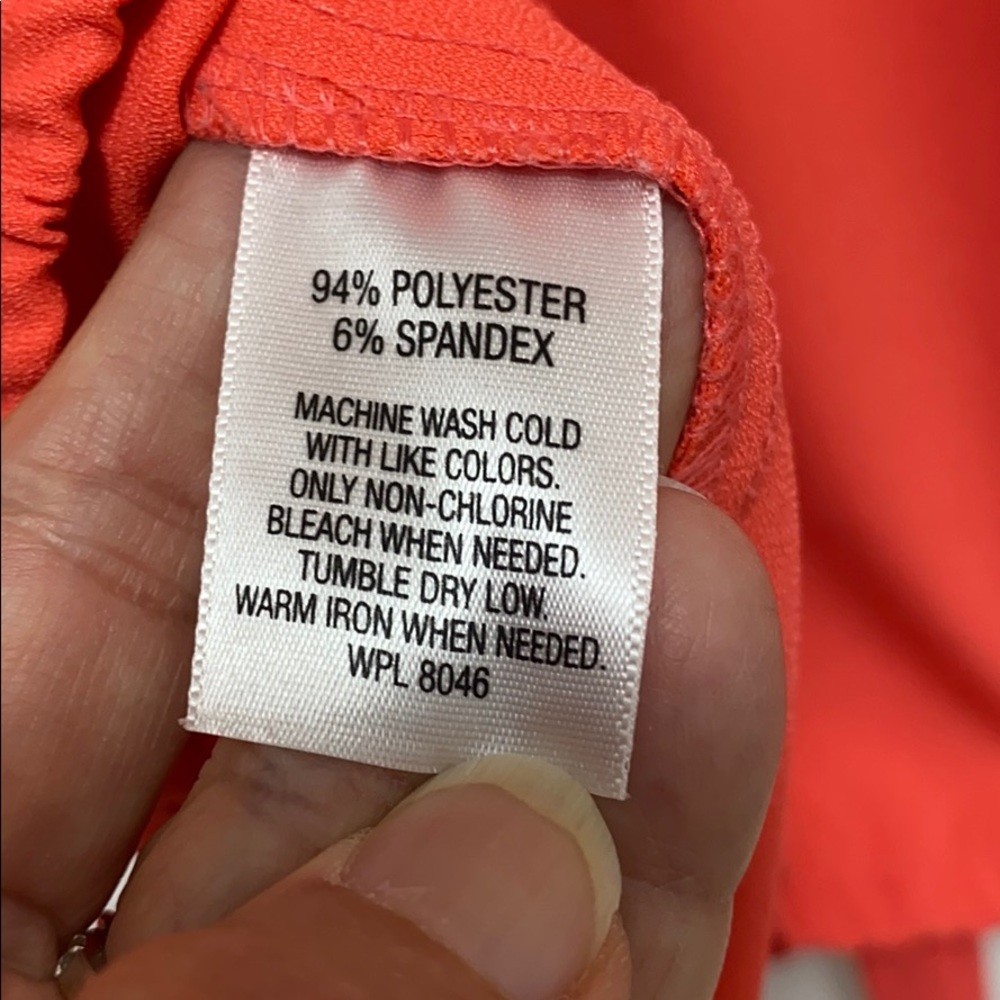 94% POLYESTER
6% SPANDEX
MACHINE WASH COLD
WITH LIKE COLORS.
ONLY NON-CHLORINE
BLEACH WHEN NEEDED.
TUMBLE DRY LOW.
WARM IRON WHEN NEEDED.
WPL 8046